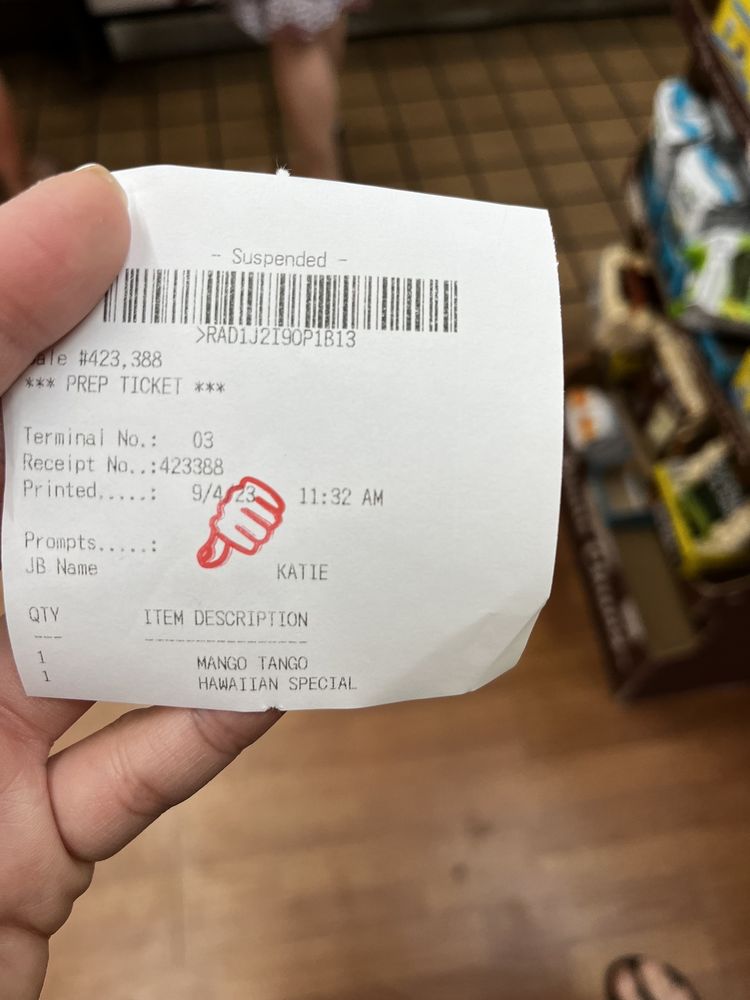 - Suspended -
>RAD1J2I9OP1B13
ale #423,388
*** PREP TICKET ***
Terminal No.: 03
Receipt No..:423388
Printed.....: 9/4 23 11:32 AM
Prompts.....:
JB Name KATIE
QTY ITEM DESCRIPTION
1 MANGO TANGO
1 HAWAIIAN SPECIAL